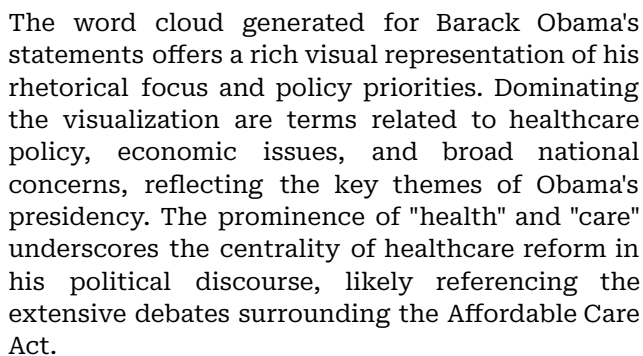 The word cloud generated for Barack Obama's
statements offers a rich visual representation of his
rhetorical focus and policy priorities. Dominating
the visualization are terms related to healthcare
policy, economic issues, and broad national
concerns, reflecting the key themes of Obama's
presidency. The prominence of "health" and "care"
underscores the centrality of healthcare reform in
his political discourse, likely referencing the
extensive debates surrounding the Affordable Care
Act.